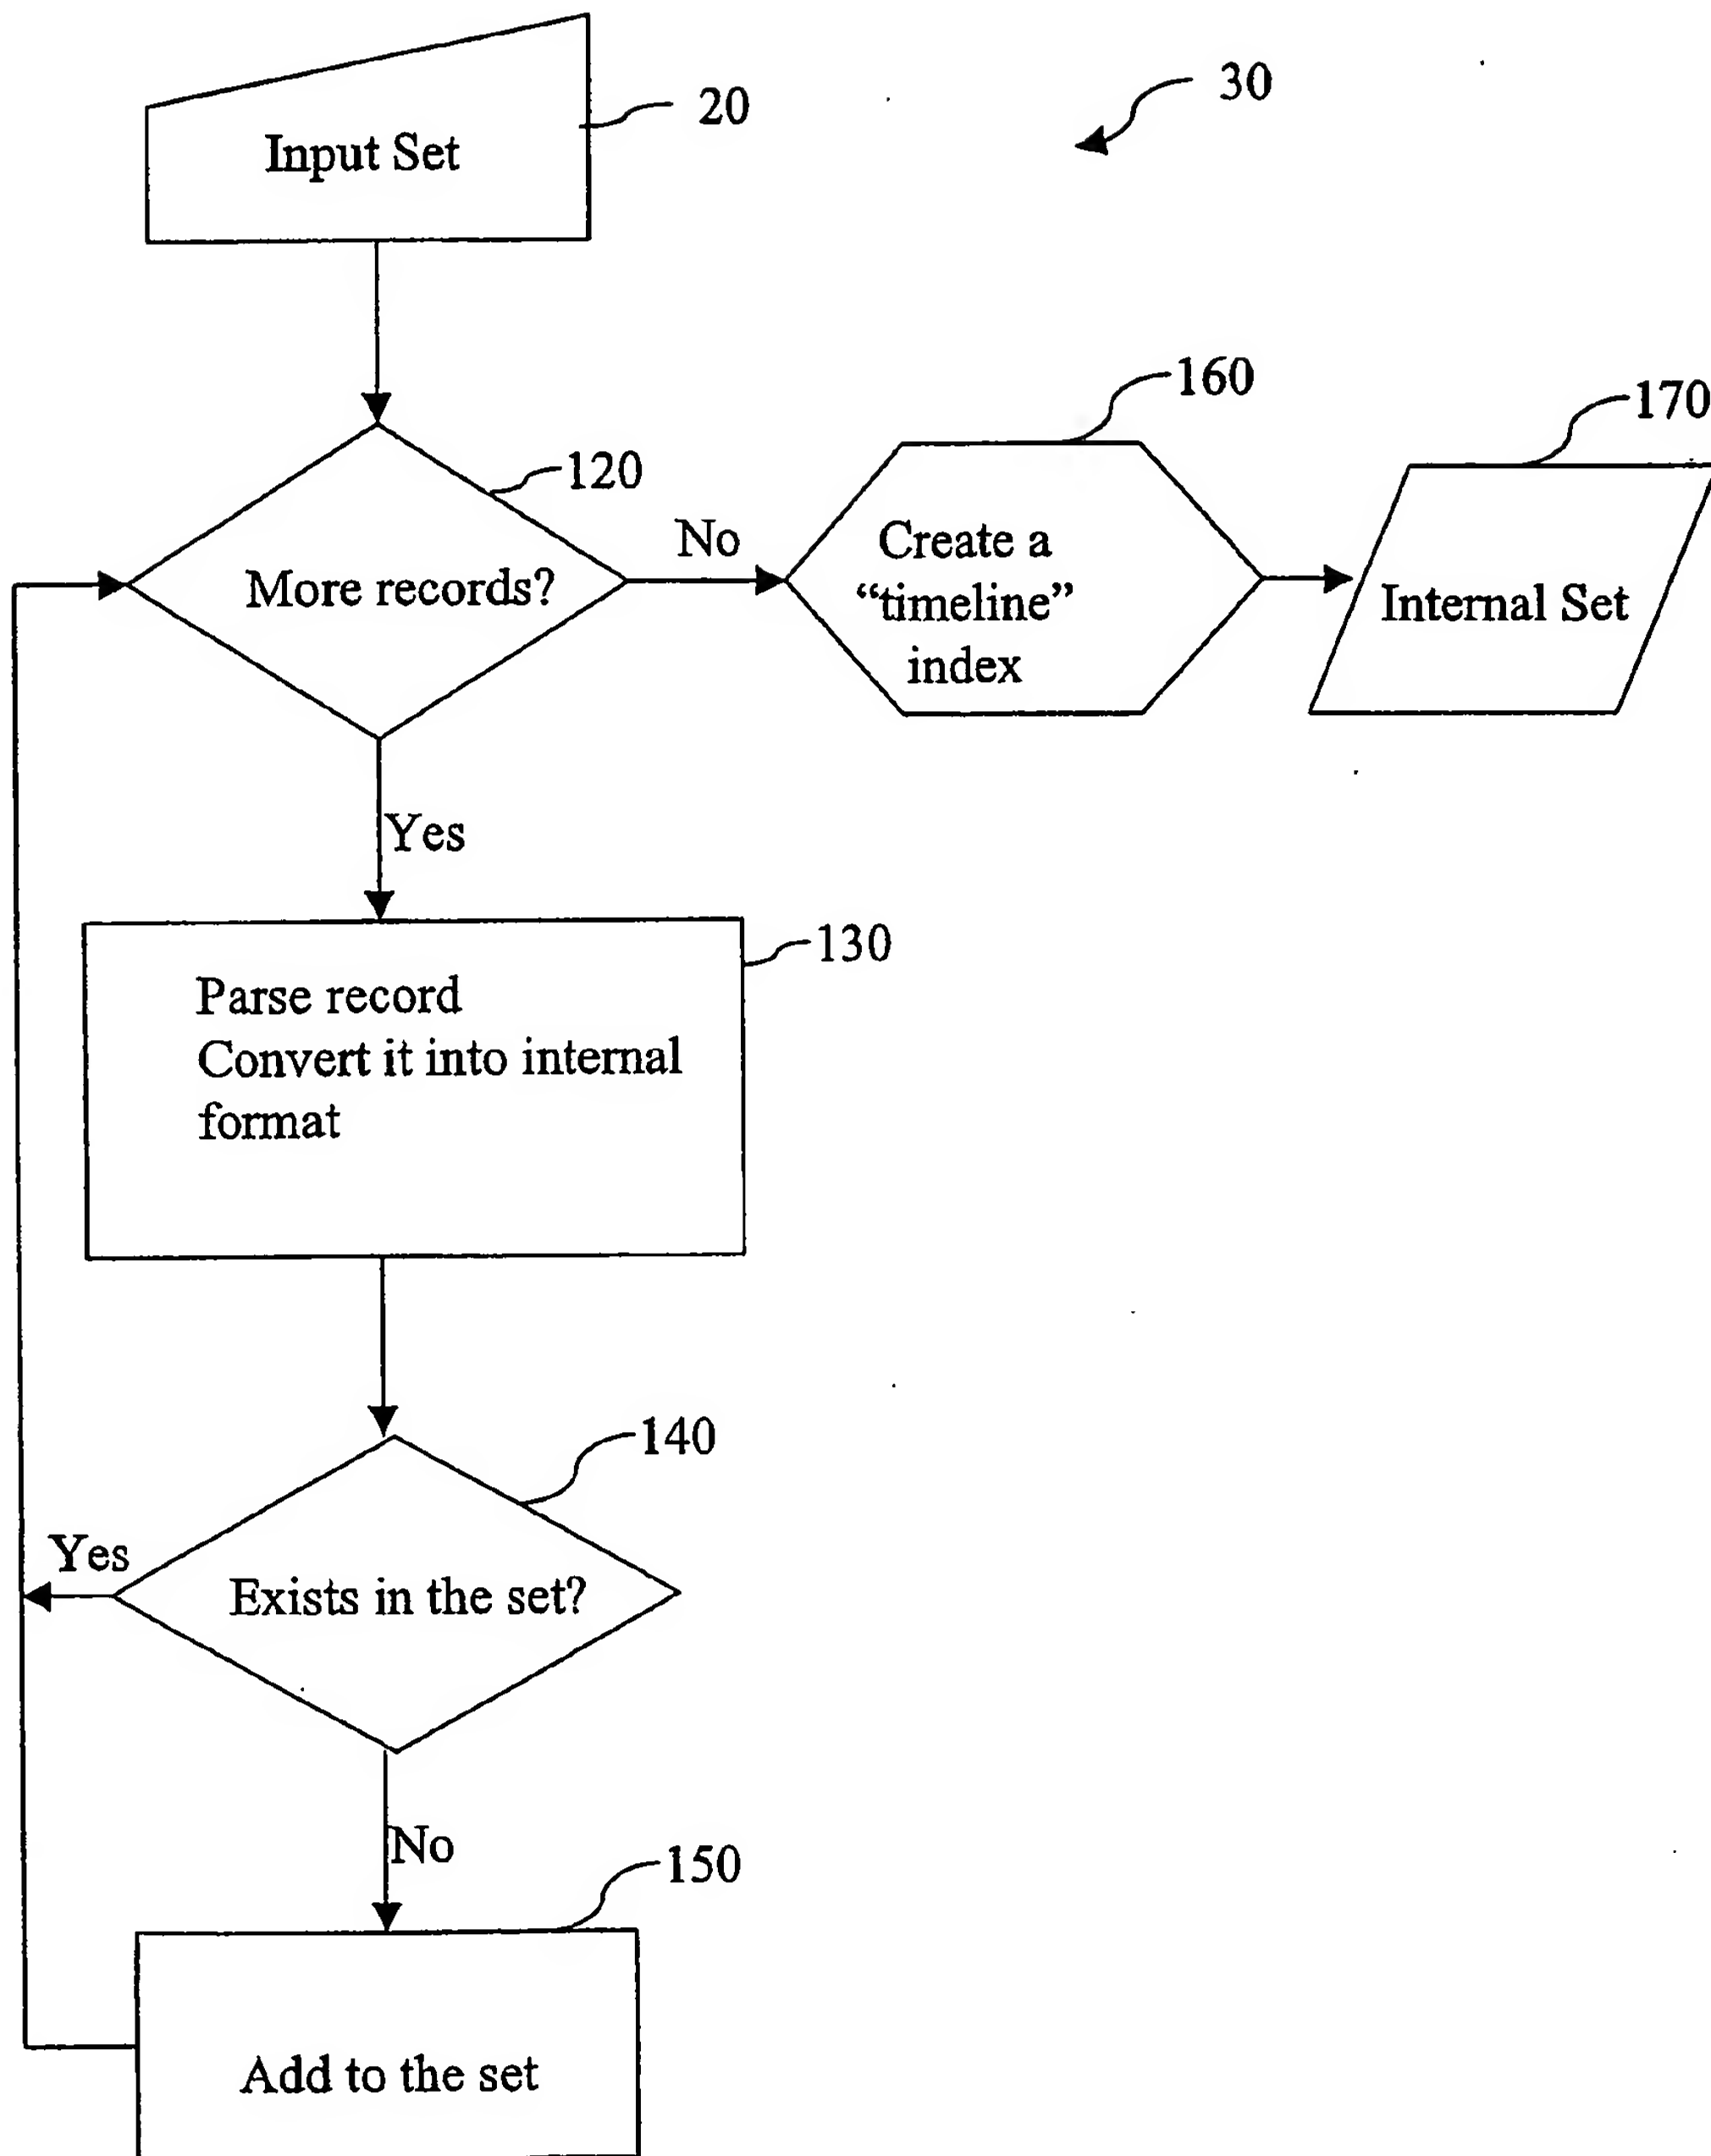 20
30
Input Set
160
170
120
No
Create a
“timeline”
index
More records?
Internal Set
Yes
130
Parse record
Convert it into internal
format
140
Yes
Exists in the set?
No
150
Add to the set